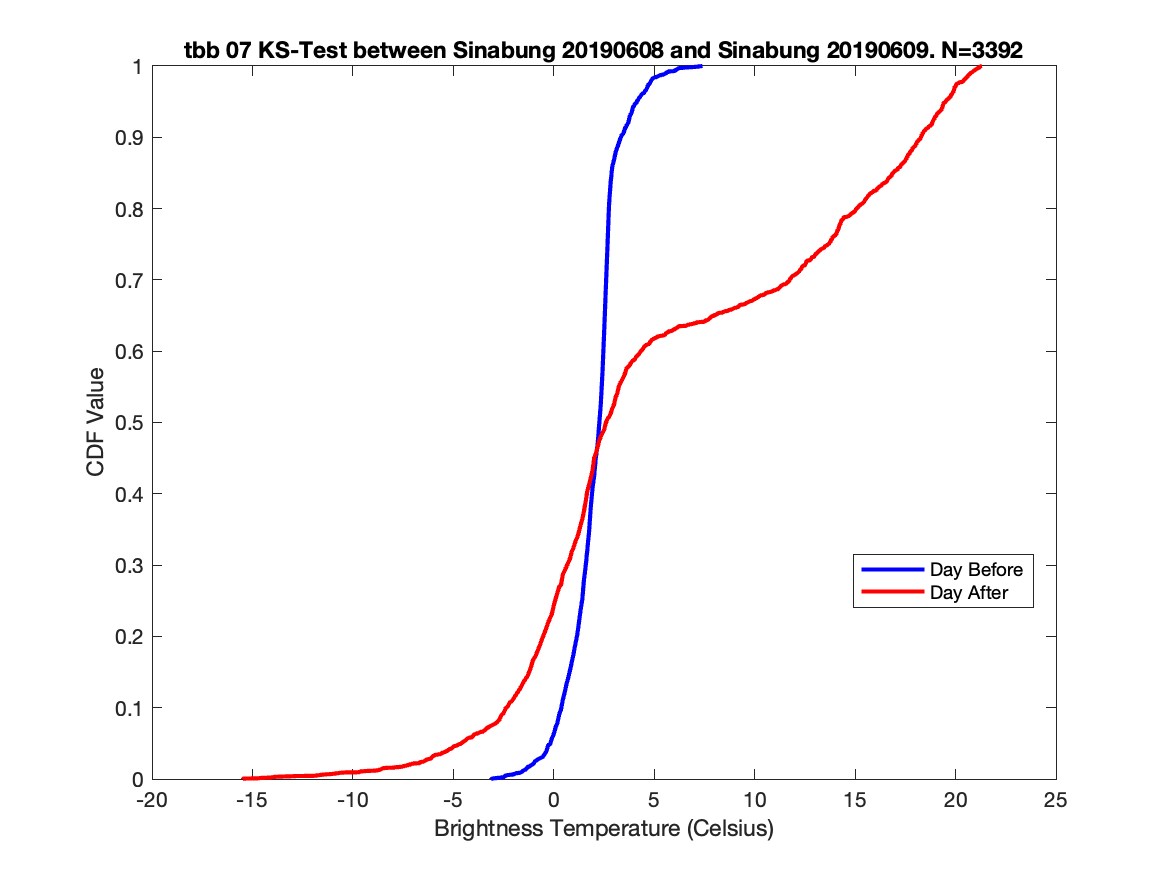 tbb 07 KS-Test between Sinabung 20190608 and Sinabung 20190609. N=3392
1
0.9
0.8
0.7
0.6
0.5
0.4
0.3
0.2
0.1
0
CDF Value
Day Before
Day After
-20 -15 -10 -5 0 5 10 15 20 25
Brightness Temperature (Celsius)